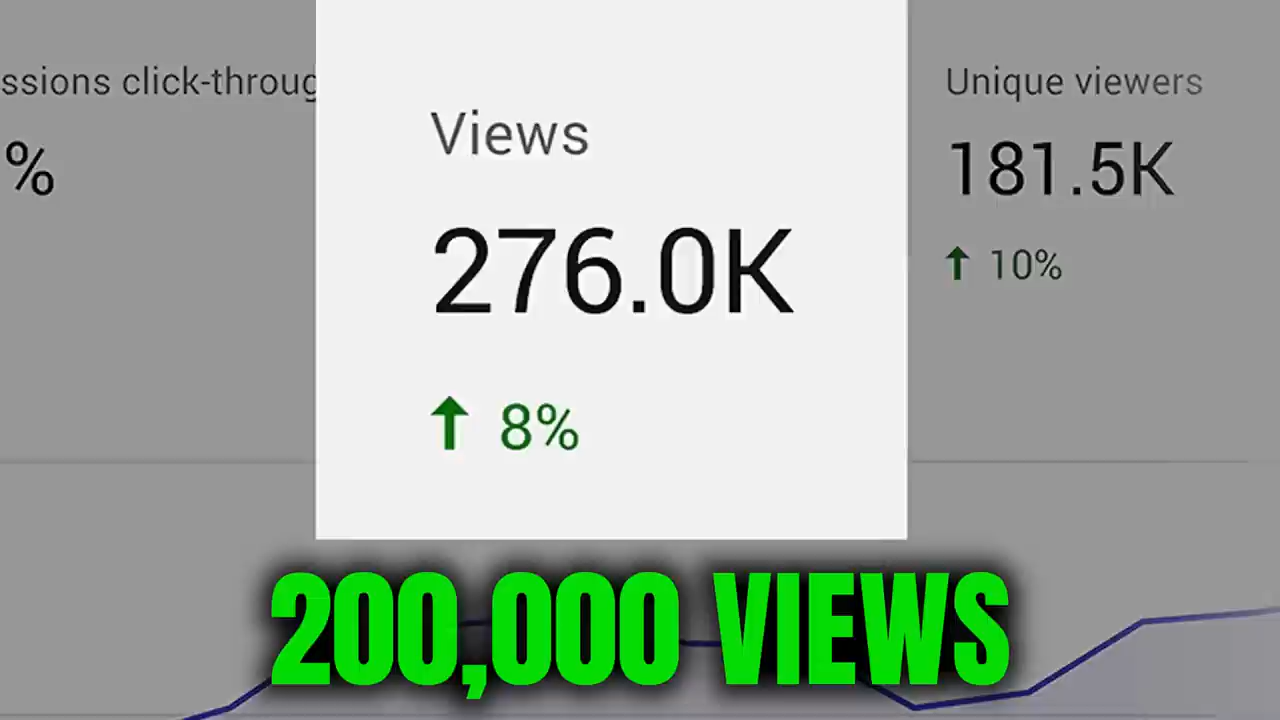 ssions click-throug
%
Views
276.0K
↑ 8%
Unique viewers
181.5K
↑ 10%
200,000 VIEWS